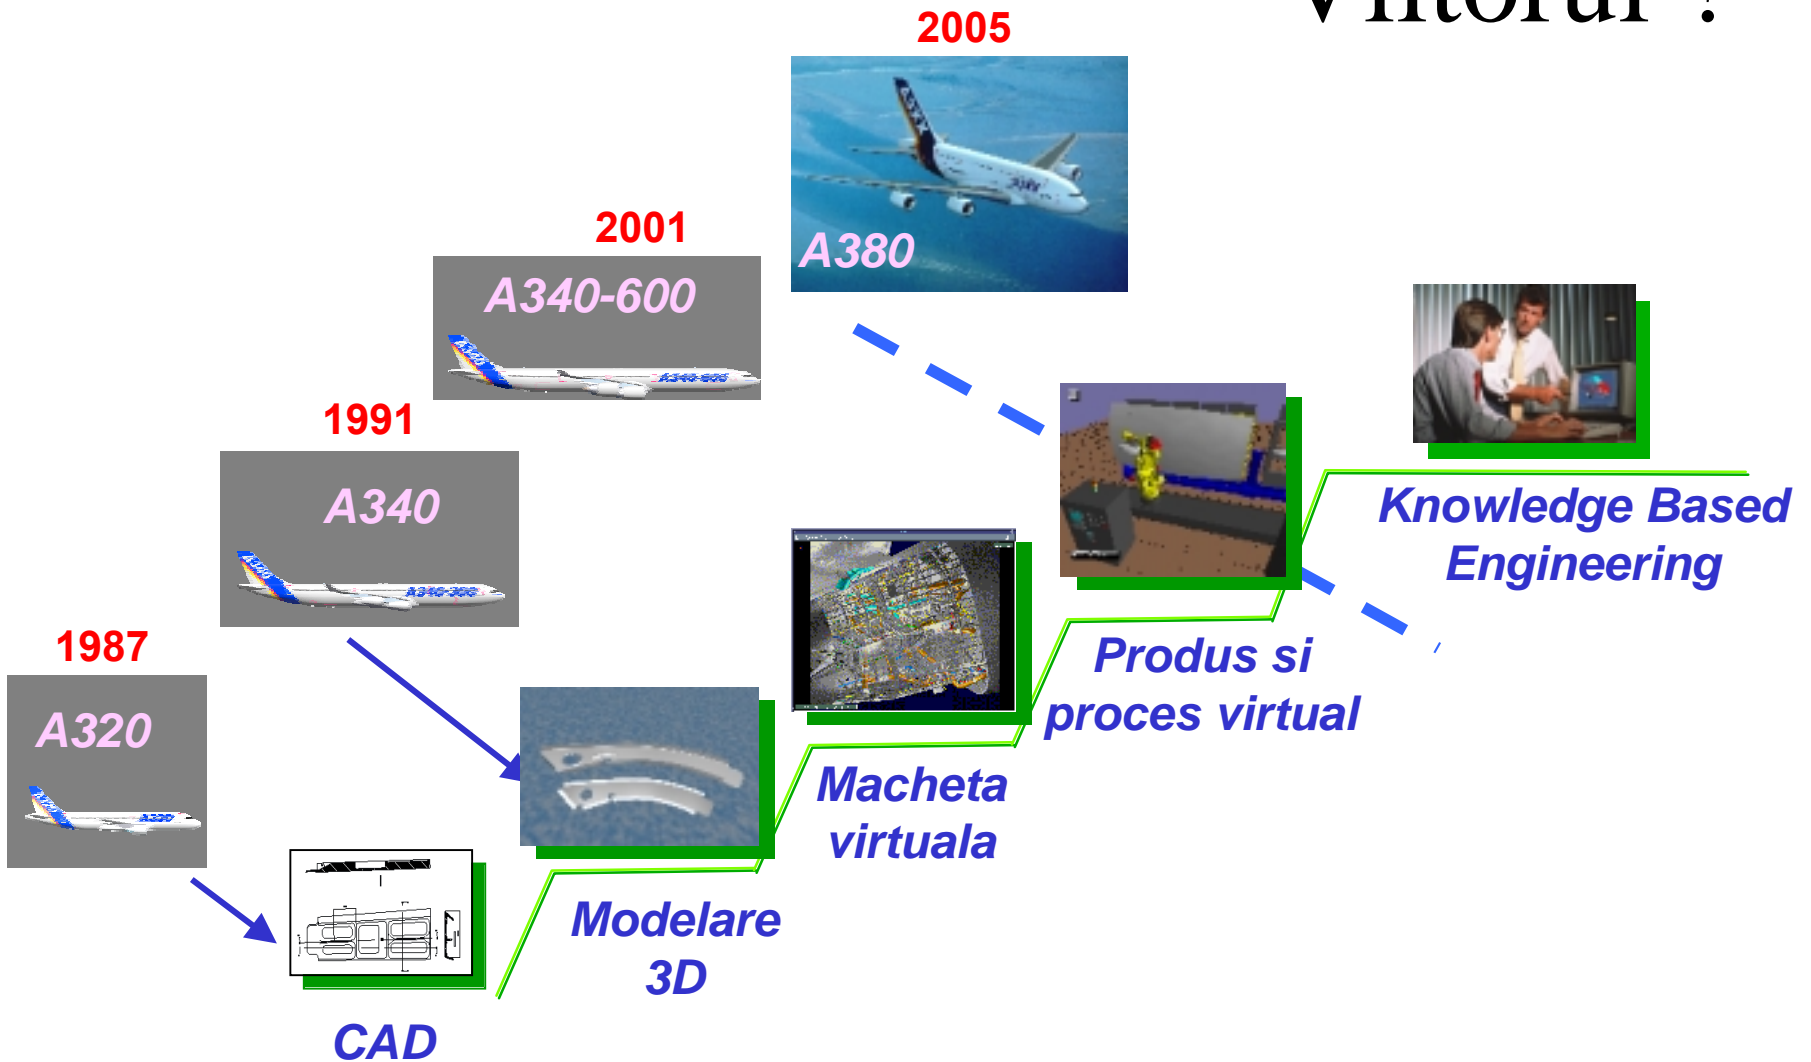 Viitorul ?
2005
A380
2001
A340-600
1991
A340
1987
A320
Knowledge Based
Engineering
Produs si
proces virtual
Macheta
virtuala
Modelare
3D
CAD